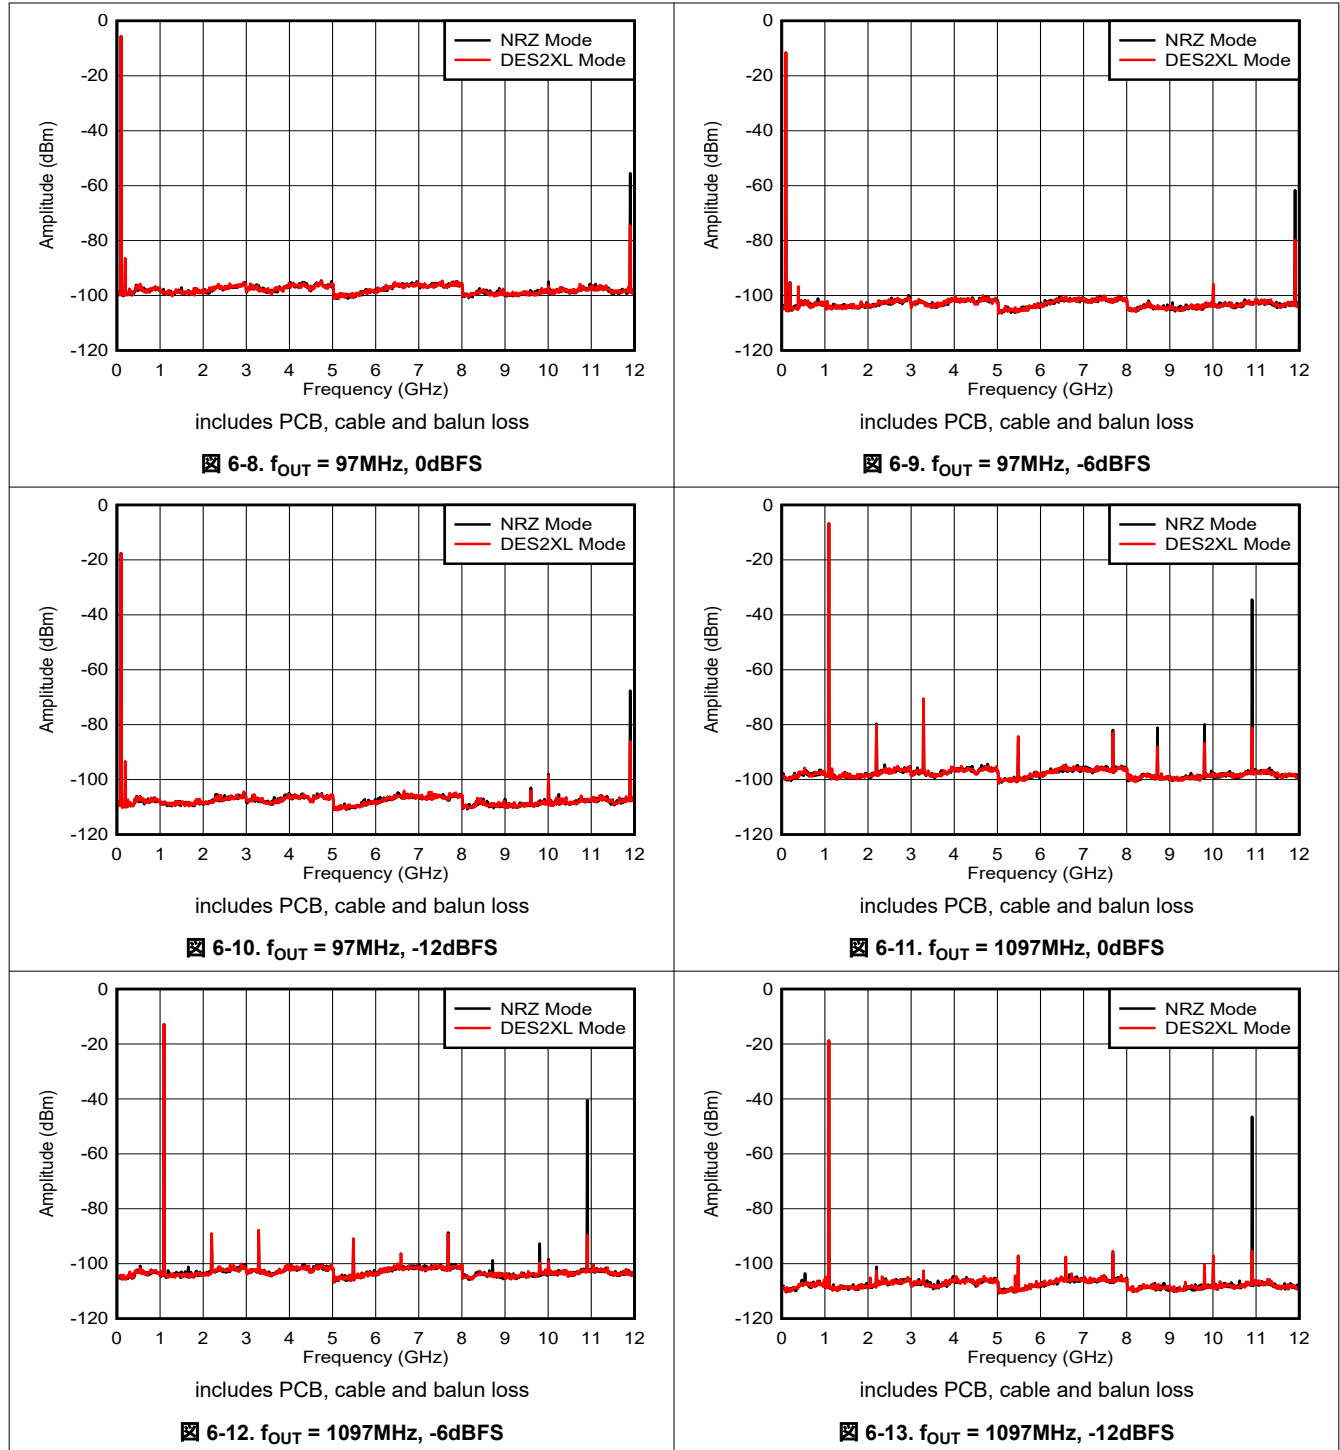 0
-20
-40
-60
-80
-100
-120
Amplitude (dBm)
NRZ Mode
DES2XL Mode
0 1 2 3 4 5 6 7 8 9 10 11 12
Frequency (GHz)
includes PCB, cable and balun loss
図 6-8. fOUT = 97MHz, 0dBFS
0
-20
-40
-60
-80
-100
-120
Amplitude (dBm)
NRZ Mode
DES2XL Mode
0 1 2 3 4 5 6 7 8 9 10 11 12
Frequency (GHz)
includes PCB, cable and balun loss
図 6-9. fOUT = 97MHz, -6dBFS
0
-20
-40
-60
-80
-100
-120
Amplitude (dBm)
NRZ Mode
DES2XL Mode
0 1 2 3 4 5 6 7 8 9 10 11 12
Frequency (GHz)
includes PCB, cable and balun loss
図 6-10. fOUT = 97MHz, -12dBFS
0
-20
-40
-60
-80
-100
-120
Amplitude (dBm)
NRZ Mode
DES2XL Mode
0 1 2 3 4 5 6 7 8 9 10 11 12
Frequency (GHz)
includes PCB, cable and balun loss
図 6-11. fOUT = 1097MHz, 0dBFS
0
-20
-40
-60
-80
-100
-120
Amplitude (dBm)
NRZ Mode
DES2XL Mode
0 1 2 3 4 5 6 7 8 9 10 11 12
Frequency (GHz)
includes PCB, cable and balun loss
図 6-12. fOUT = 1097MHz, -6dBFS
0
-20
-40
-60
-80
-100
-120
Amplitude (dBm)
NRZ Mode
DES2XL Mode
0 1 2 3 4 5 6 7 8 9 10 11 12
Frequency (GHz)
includes PCB, cable and balun loss
図 6-13. fOUT = 1097MHz, -12dBFS